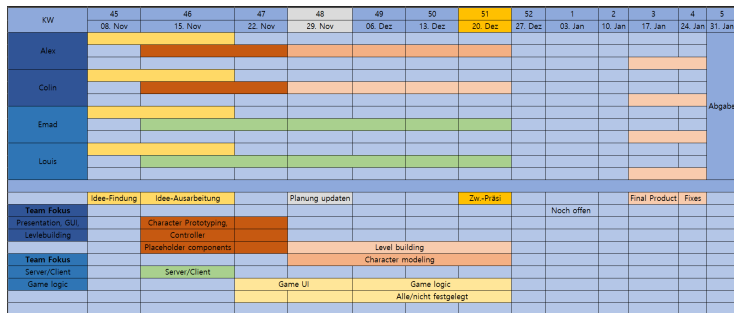 KW 45 46 47 48 49 50 51 52 1 2 3 4 5
08. Nov 15. Nov 22. Nov 29. Nov 06. Dez 13. Dez 20. Dez 27. Dez 03. Jan 10. Jan 17. Jan 24. Jan 31. Jan
Alex
Colin
Abgabe
Emad
Louis
Idee-Findung Idee-Ausarbeitung Planung updaten Zw.-Präsi Final Product Fixes
Team Fokus Noch offen
Presentation, GUI, Character Prototyping,
Levlebuilding Controller
Placeholder components Level building
Team Fokus Character modeling
Server/Client Server/Client
Game logic Game UI Game logic
Alle/nicht festgelegt